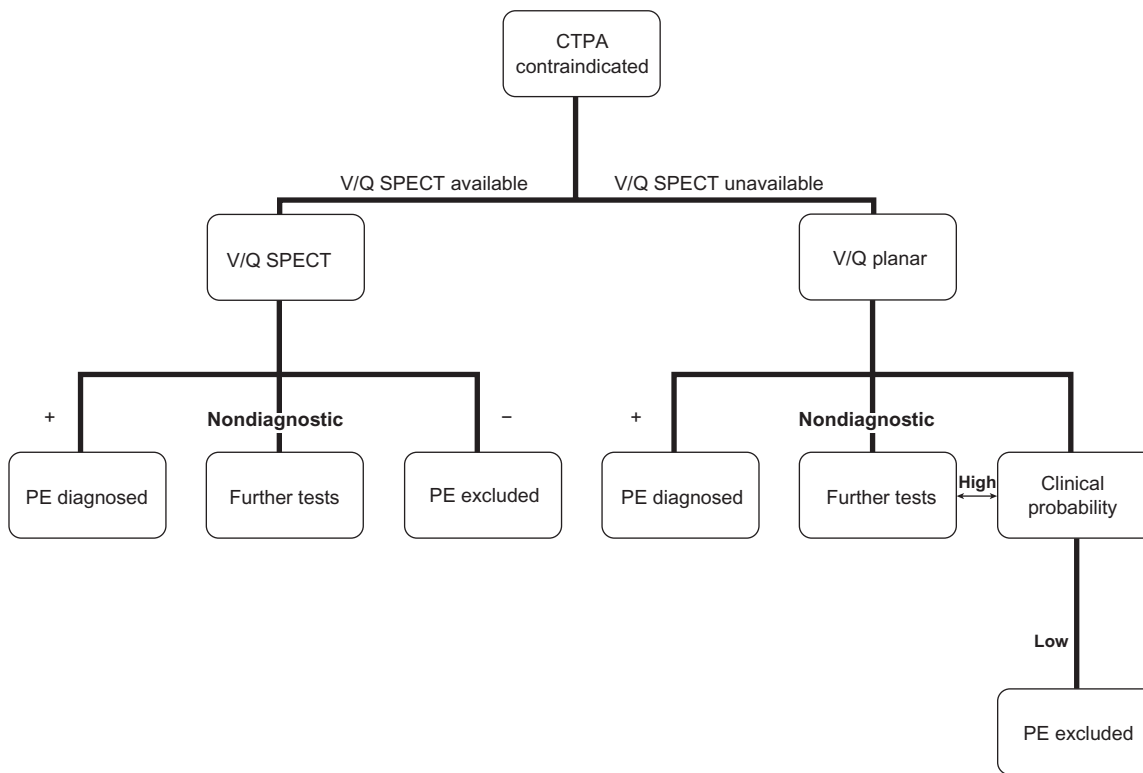 CTPA
contraindicated
V/Q SPECT available
V/Q SPECT unavailable
V/Q SPECT
V/Q planar
+
Nondiagnostic
−
+
Nondiagnostic
PE diagnosed
Further tests
PE excluded
PE diagnosed
Further tests
High
Clinical
probability
Low
PE excluded